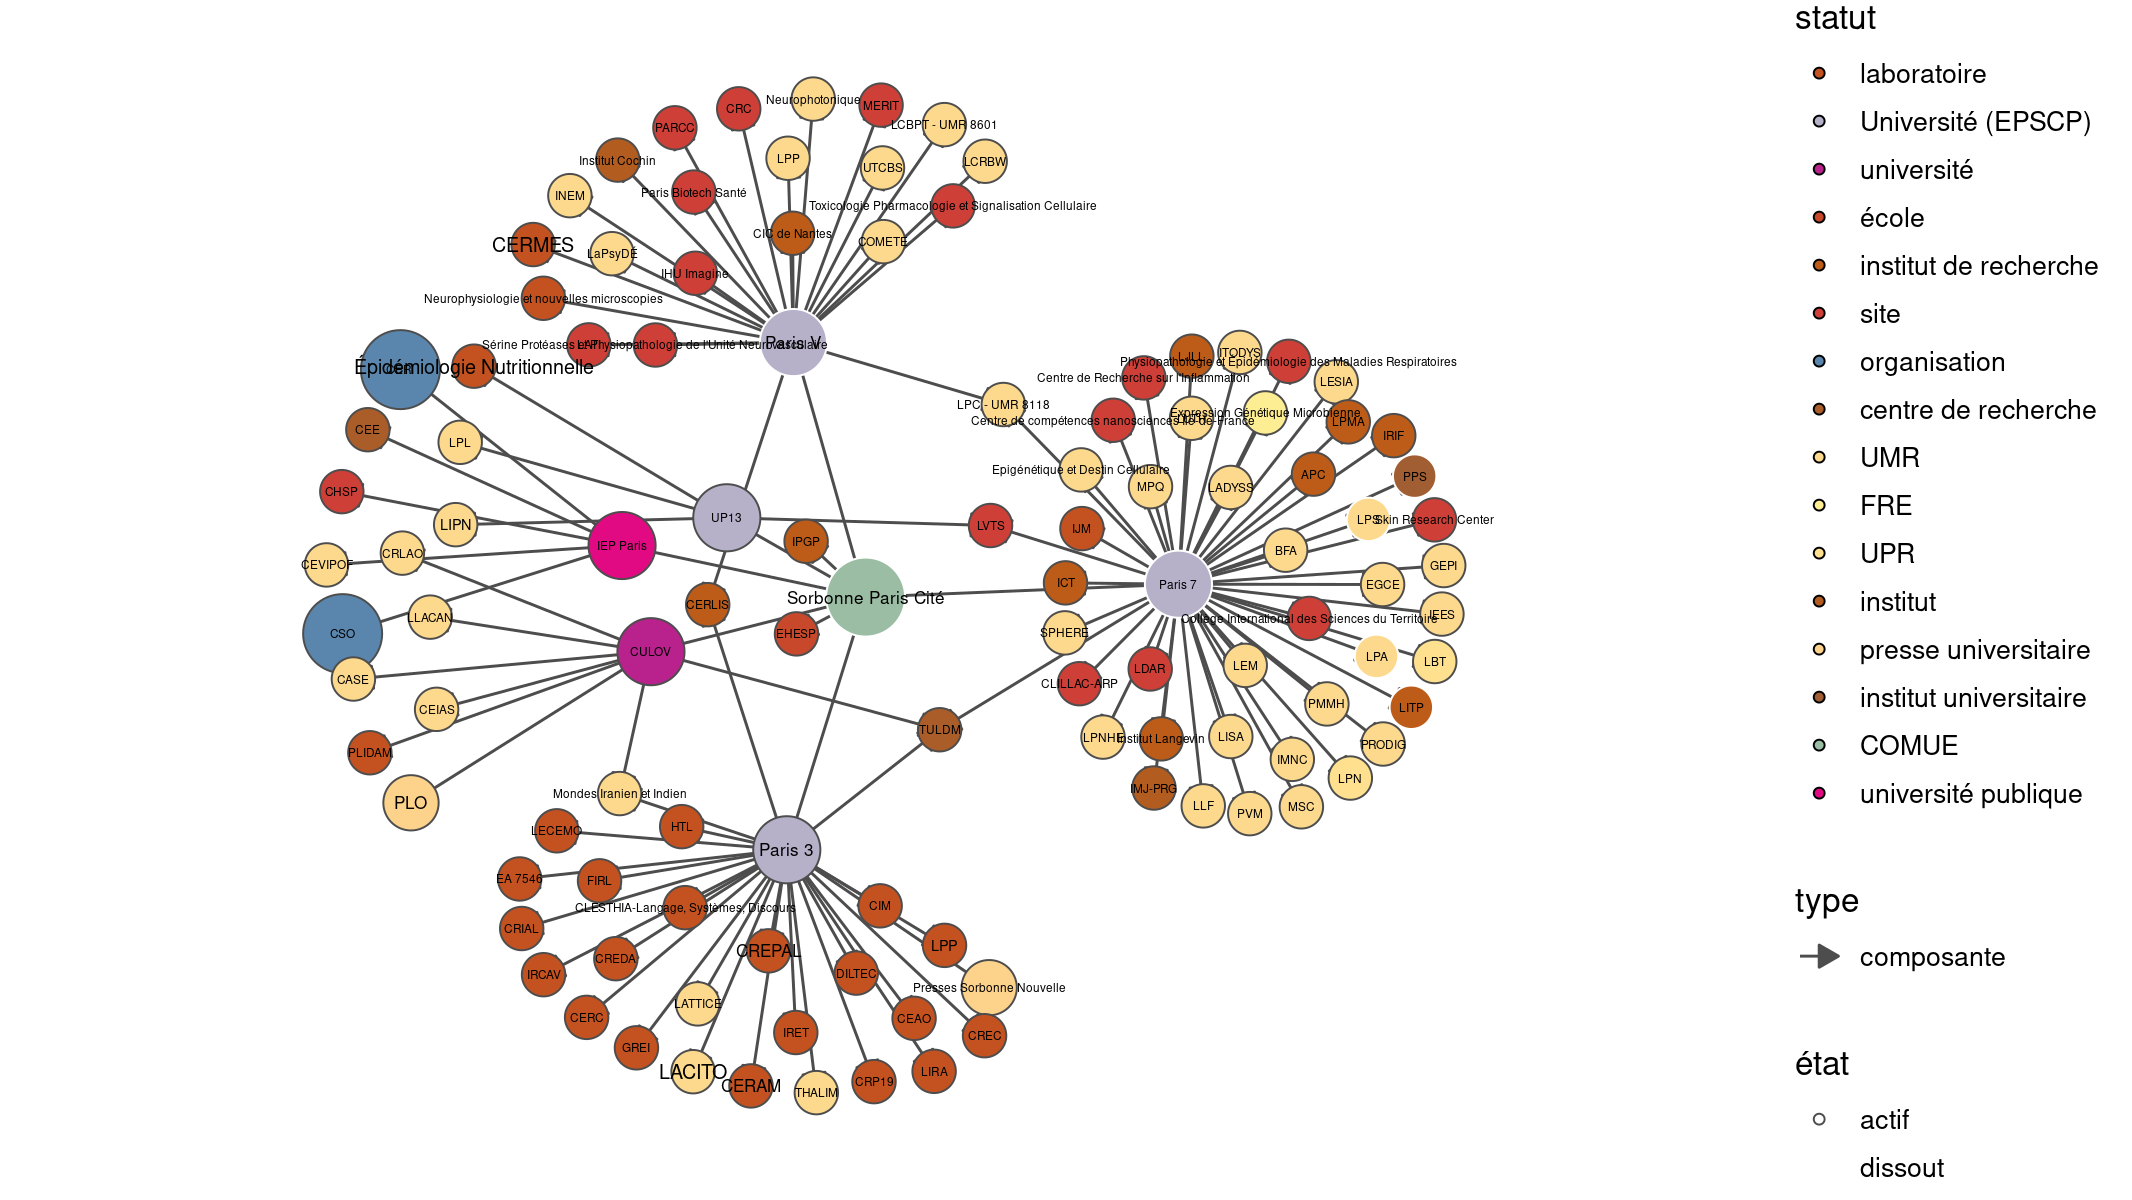 statut
laboratoire
Université (EPSCP)
université
école
institut de recherche
site
organisation
centre de recherche
UMR
FRE
UPR
institut
presse universitaire
institut universitaire
COMUE
université publique
type
composante
état
actif
dissout
Neurophotonique
CRC
MERIT
PARCC
LCBPT - UMR 8601
Institut Cochin
LPP
UTCBS
LCRBW
INEM
Paris Biotech Santé
Toxicologie Pharmacologie et Signalisation Cellulaire
CERMES
LaPsyDÉ
CIC de Nantes
COMETE
IHU Imagine
Neurophysiologie et nouvelles microscopies
Sérine Protéases et Physiopathologie de l'Unité Neurovasculaire
Paris V
Épidémiologie Nutritionnelle
CEE
LPL
CHSP
LIPN
UP13
IEP Paris
IPGP
CEVIPOF
CRLAO
CERLIS
Sorbonne Paris Cité
LLACAN
CSO
EHESP
CULOV
CASE
CEIAS
PLIDAM
PLO
TULDM
LVTS
LPC - UMR 8118
LJLL
ITODYS
Physiopathologie et Epidémiologie des Maladies Respiratoires
Centre de Recherche sur l'Inflammation
LESIA
Expression Génétique Microbienne
Centre de compétences nanosciences Ile-de-France
LPMA
IRIF
Epigénétique et Destin Cellulaire
MPQ
LADYSS
APC
PPS
LPS
Skin Research Center
IJM
BFA
GEPI
ICT
Paris 7
EGCE
IEES
Collège International des Sciences du Territoire
SPHERE
LPA
LBT
LEM
LDAR
CLILLAC-ARP
PMMH
LITP
LPNHE
Institut Langevin
LISA
PRODIG
IMNC
LPN
IMJ-PRG
LLF
PVM
MSC
Mondes Iranien et Indien
LECEMO
HTL
Paris 3
EA 7546
FIRL
CLESTHIA-Langage, Systèmes, Discours
CIM
CRIAL
CREPAL
LPP
CREDA
IRCAV
DILTEC
Presses Sorbonne Nouvelle
LATTICE
CERC
CEAO
IRET
CREC
GREI
LACITO
CERAM
THALIM
CRP19
LIRA